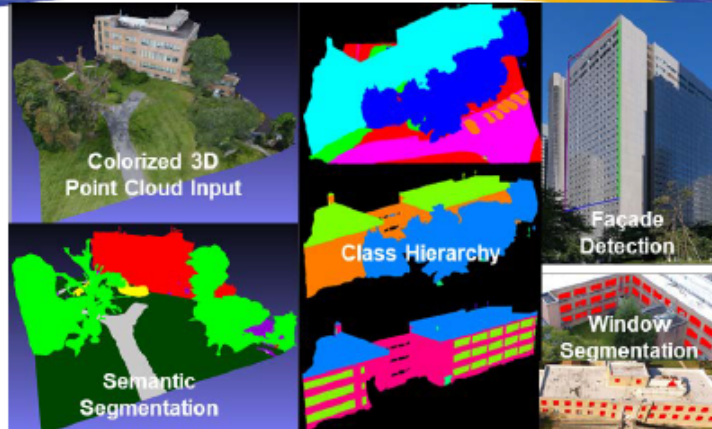 Colorized 3D
Point Cloud Input
Semantic
Segmentation
Class Hierarchy
Façade
Detection
Window
Segmentation